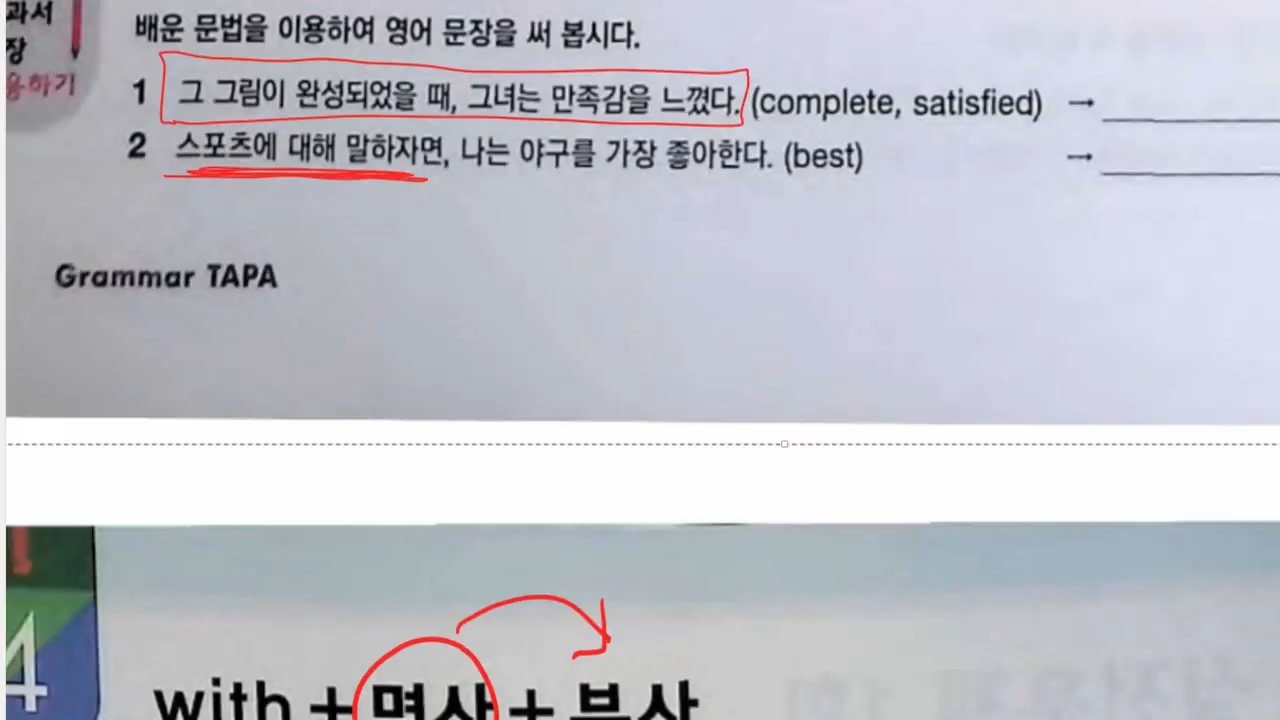 과서
배운 문법을 이용하여 영어 문장을 써 봅시다.
장
용하기
1 그 그림이 완성되었을 때, 그녀는 만족감을 느꼈다. (complete, satisfied) →
2 스포츠에 대해 말하자면, 나는 야구를 가장 좋아한다. (best) →
Grammar TAPA
4
with + 명사 + 분사